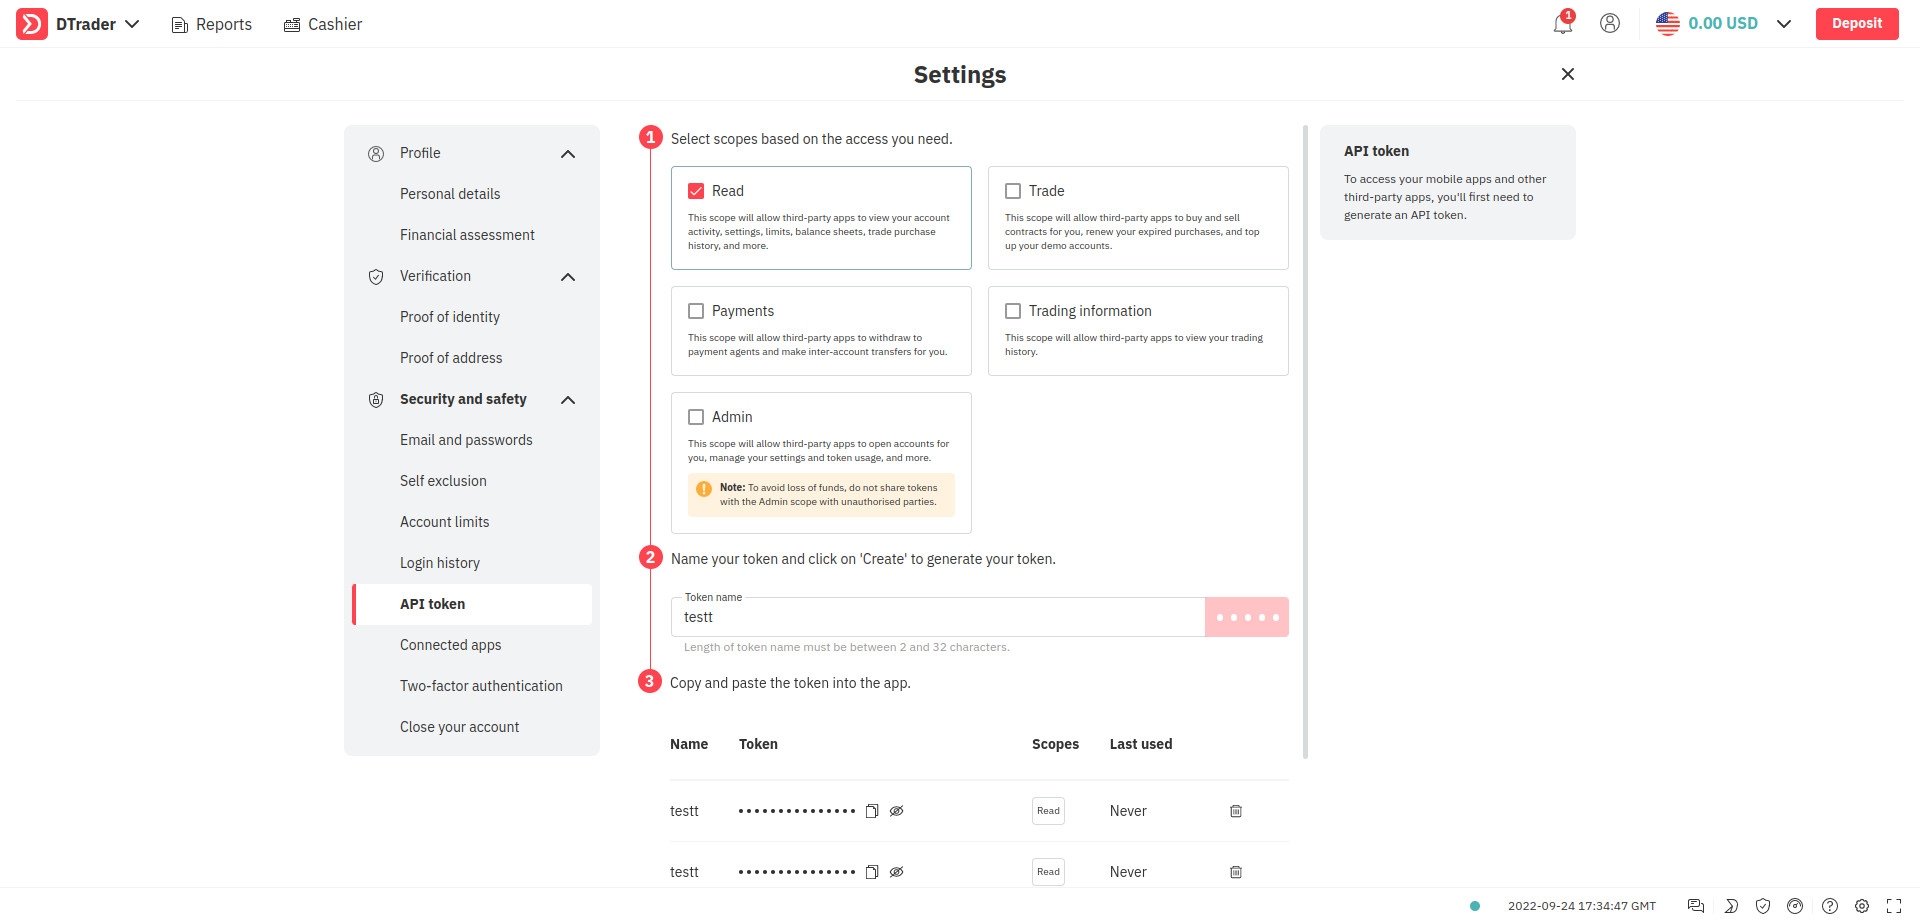 DTrader
Reports
Cashier
1
0.00 USD
Deposit
Settings
Profile
Personal details
Financial assessment
Verification
Proof of identity
Proof of address
Security and safety
Email and passwords
Self exclusion
Account limits
Login history
API token
Connected apps
Two-factor authentication
Close your account
1
Select scopes based on the access you need.
Read
This scope will allow third-party apps to view your account
activity, settings, limits, balance sheets, trade purchase
history, and more.
Trade
This scope will allow third-party apps to buy and sell
contracts for you, renew your expired purchases, and top
up your demo accounts.
Payments
This scope will allow third-party apps to withdraw to
payment agents and make inter-account transfers for you.
Trading information
This scope will allow third-party apps to view your trading
history.
Admin
This scope will allow third-party apps to open accounts for
you, manage your settings and token usage, and more.
Note: To avoid loss of funds, do not share tokens
with the Admin scope with unauthorised parties.
2
Name your token and click on 'Create' to generate your token.
Token name
testt
Length of token name must be between 2 and 32 characters.
3
Copy and paste the token into the app.
Name Token Scopes Last used
testt Read Never
testt Read Never
API token
To access your mobile apps and other
third-party apps, you'll first need to
generate an API token.
2022-09-24 17:34:47 GMT